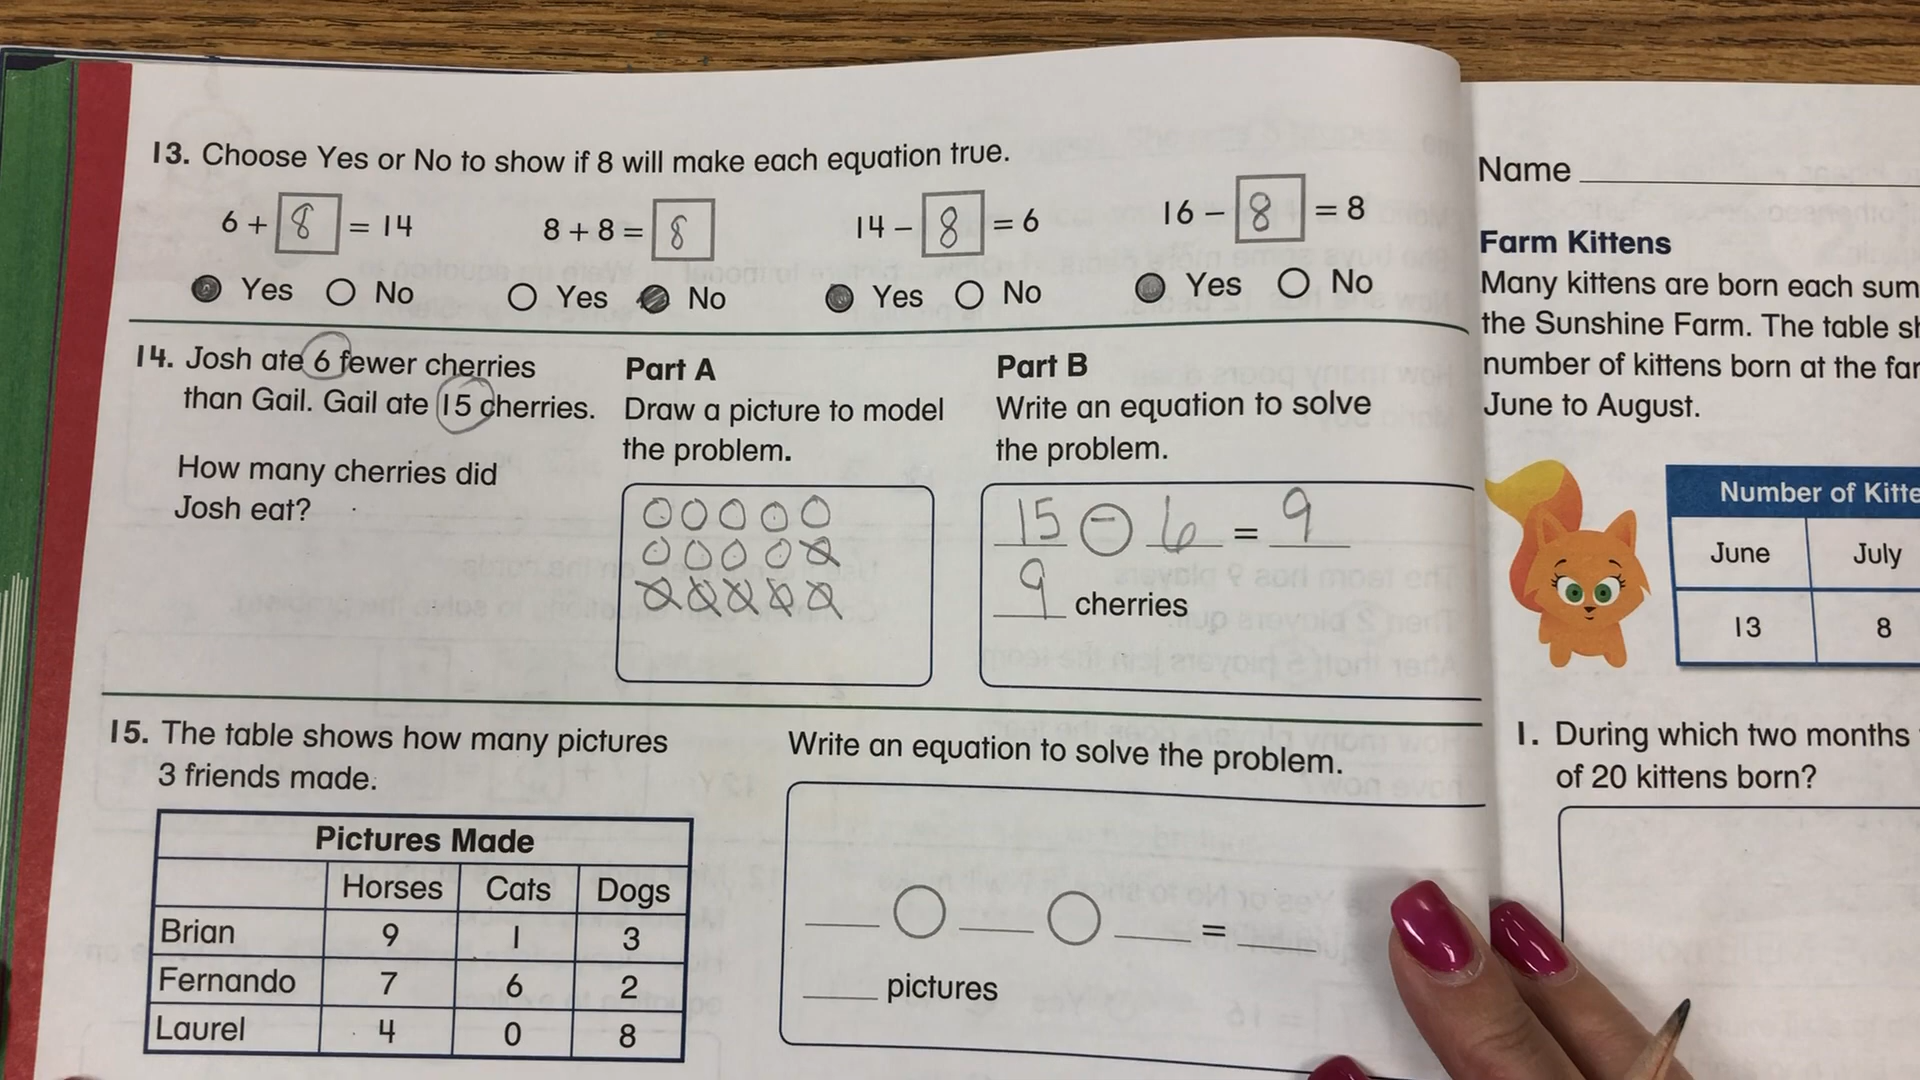 13. Choose Yes or No to show if 8 will make each equation true.
6 + 8 = 14
8 + 8 = 8
14 − 8 = 6
16 − 8 = 8
Yes No
Yes No
Yes No
Yes No
14. Josh ate 6 fewer cherries
than Gail. Gail ate 15 cherries.
How many cherries did
Josh eat?
Part A
Draw a picture to model
the problem.
Part B
Write an equation to solve
the problem.
15 − 6 = 9
9 cherries
15. The table shows how many pictures
3 friends made.
Pictures Made
Horses Cats Dogs
Brian 9 1 3
Fernando 7 6 2
Laurel 4 0 8
Write an equation to solve the problem.
=
pictures
Name
Farm Kittens
Many kittens are born each sum
the Sunshine Farm. The table sh
number of kittens born at the far
June to August.
Number of Kitte
June July
13 8
1. During which two months
of 20 kittens born?